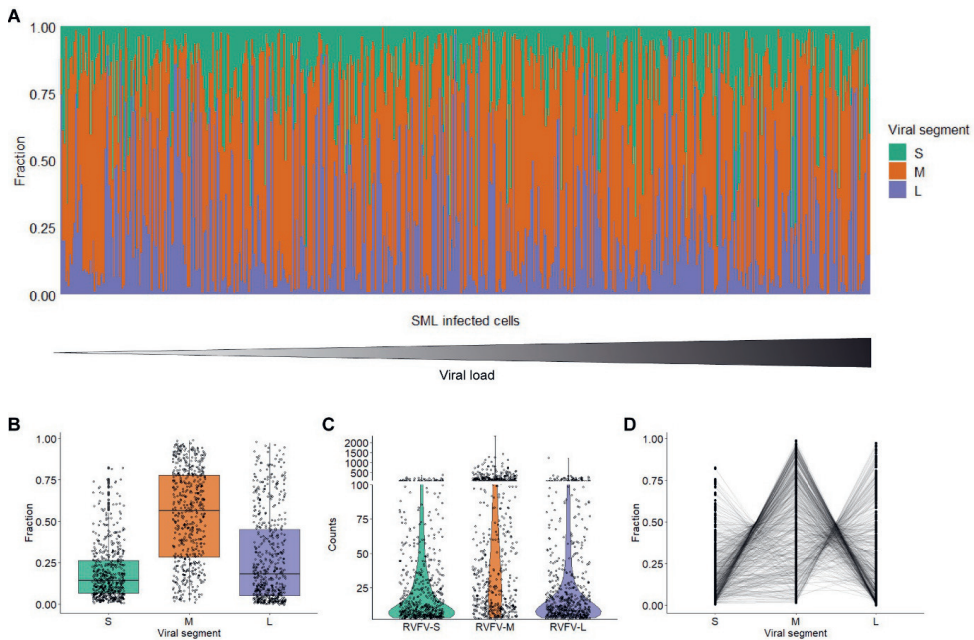 A
1.00
0.75
0.50
0.25
0.00
Fraction
Viral segment
S
M
L
SML infected cells
Viral load
B
1.00
0.75
0.50
0.25
0.00
Fraction
S M L
Viral segment
C
2000
1500
1000
500
100
75
50
25
Counts
RVFV-S RVFV-M RVFV-L
D
1.00
0.75
0.50
0.25
0.00
Fraction
S M L
Viral segment